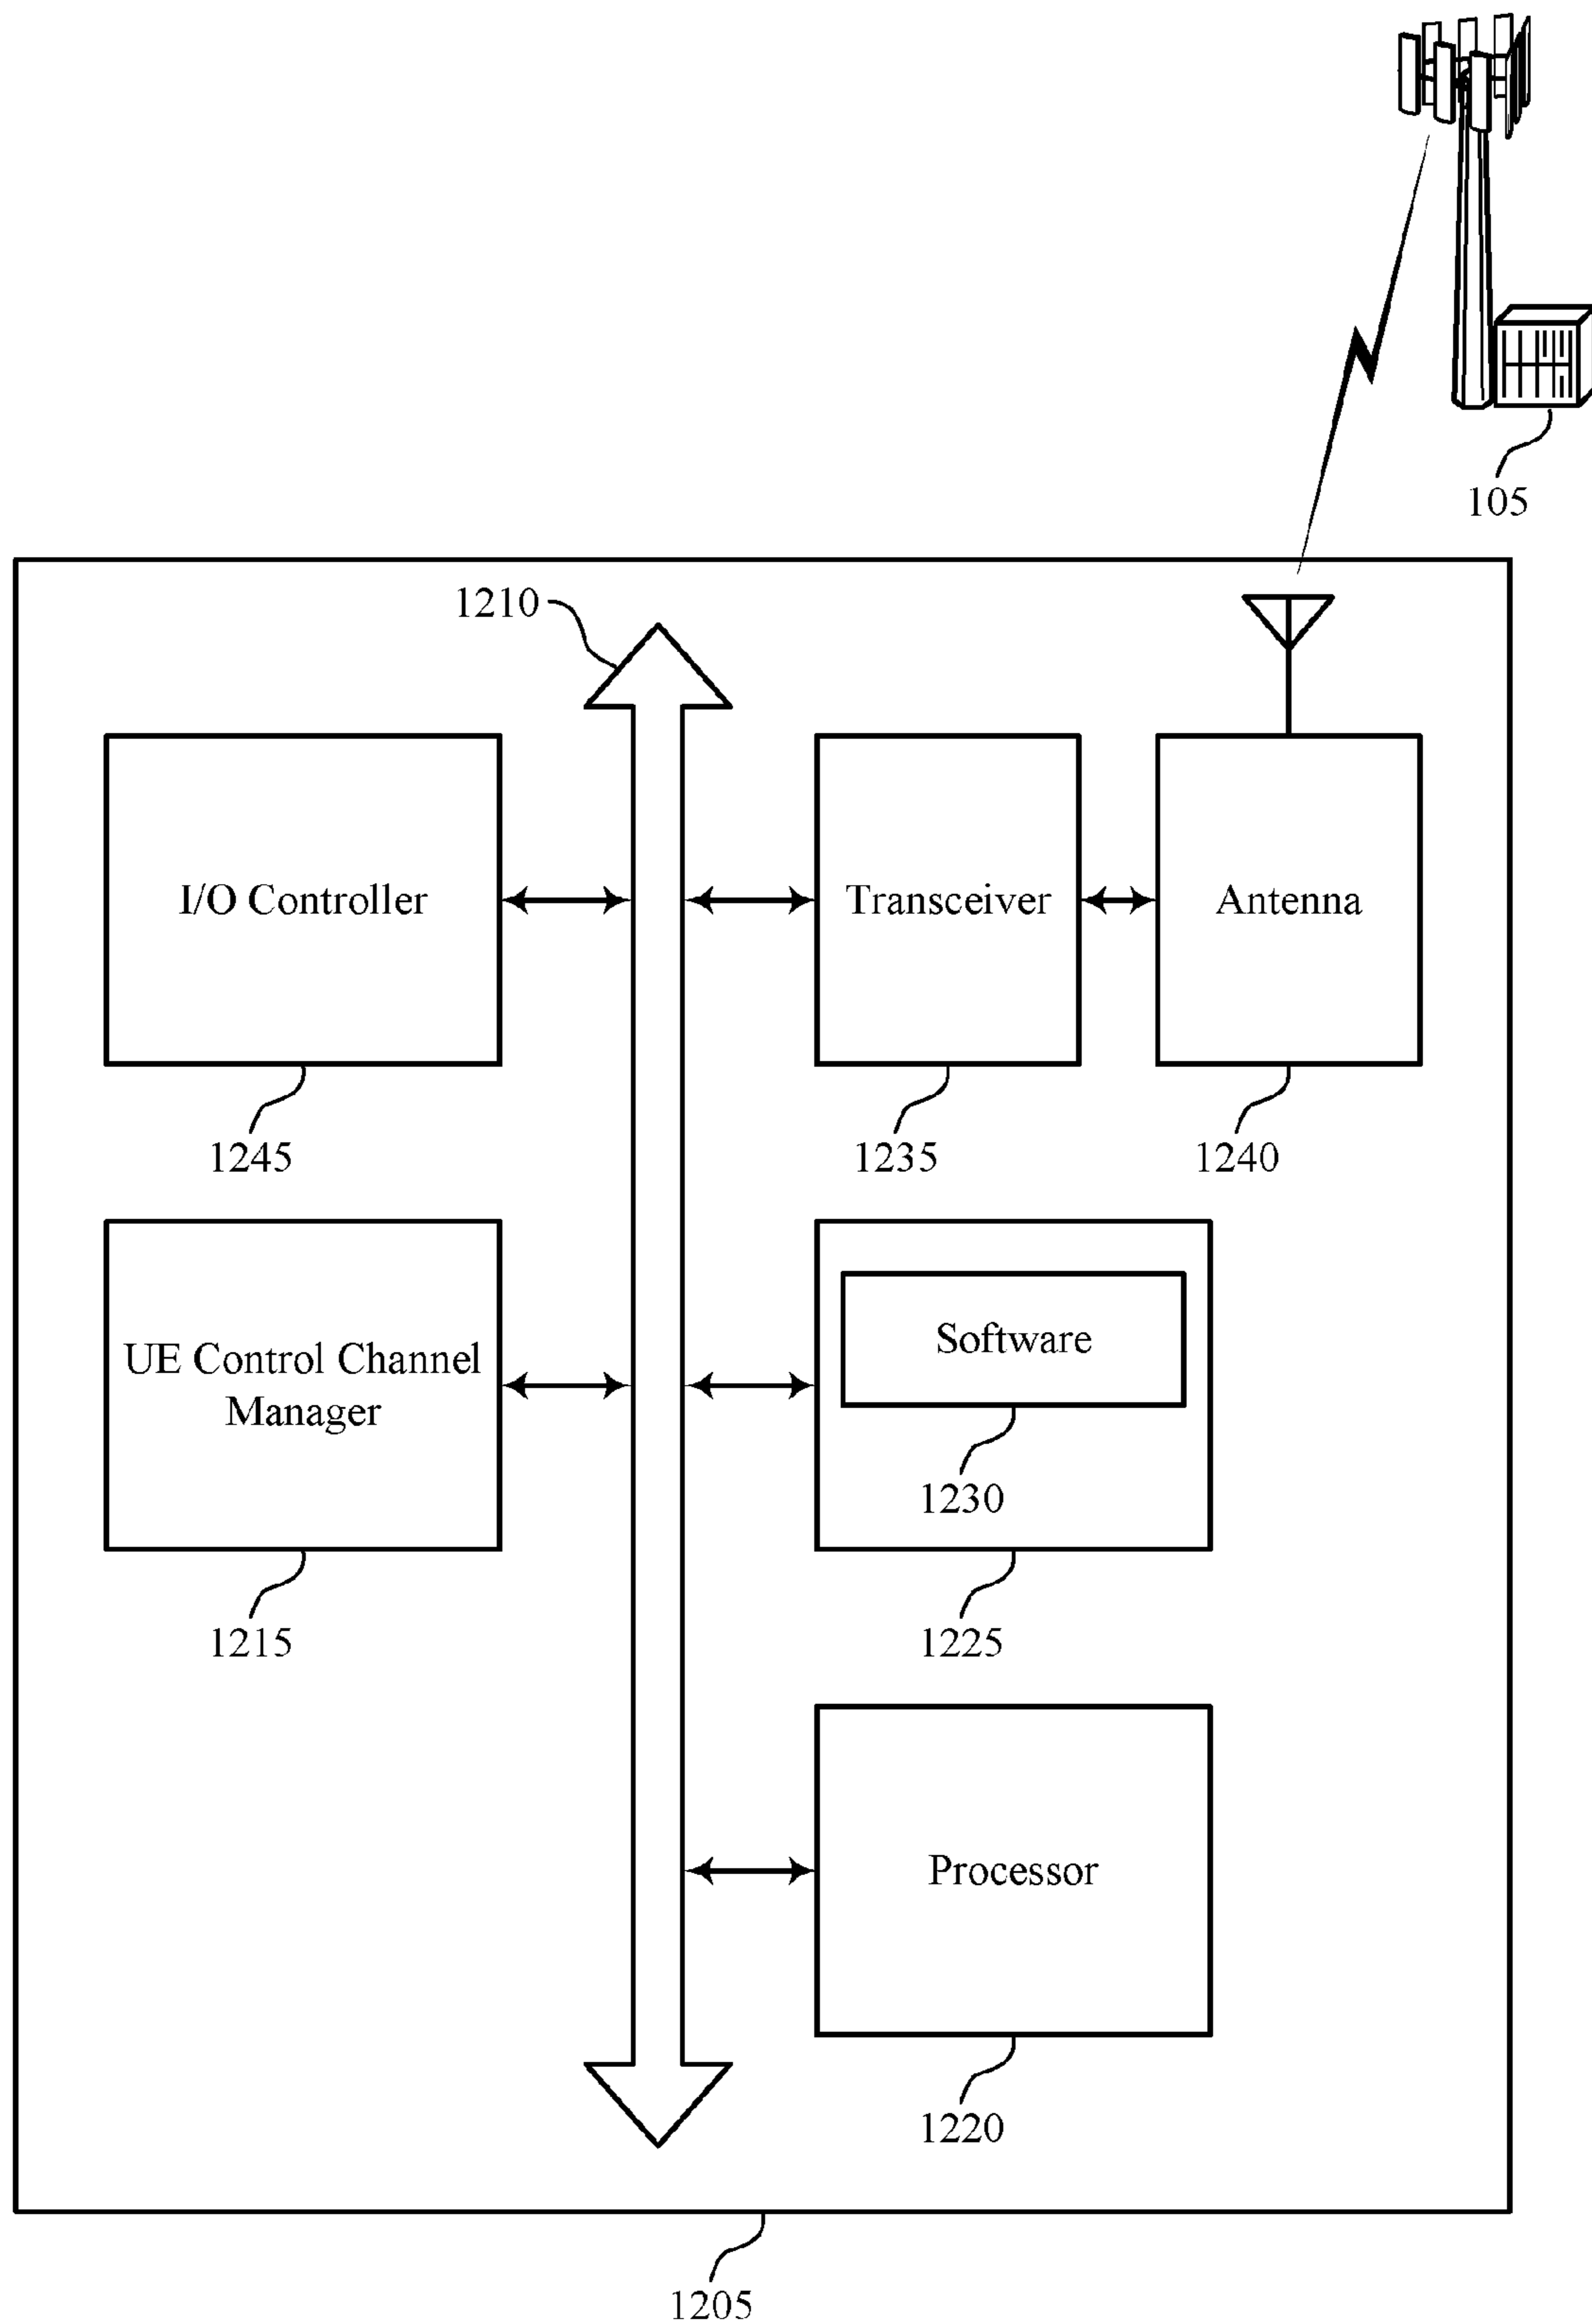 105
1210
I/O Controller
Transceiver
Antenna
1245
1235
1240
UE Control Channel
Manager
Software
1230
1215
1225
Processor
1220
1205